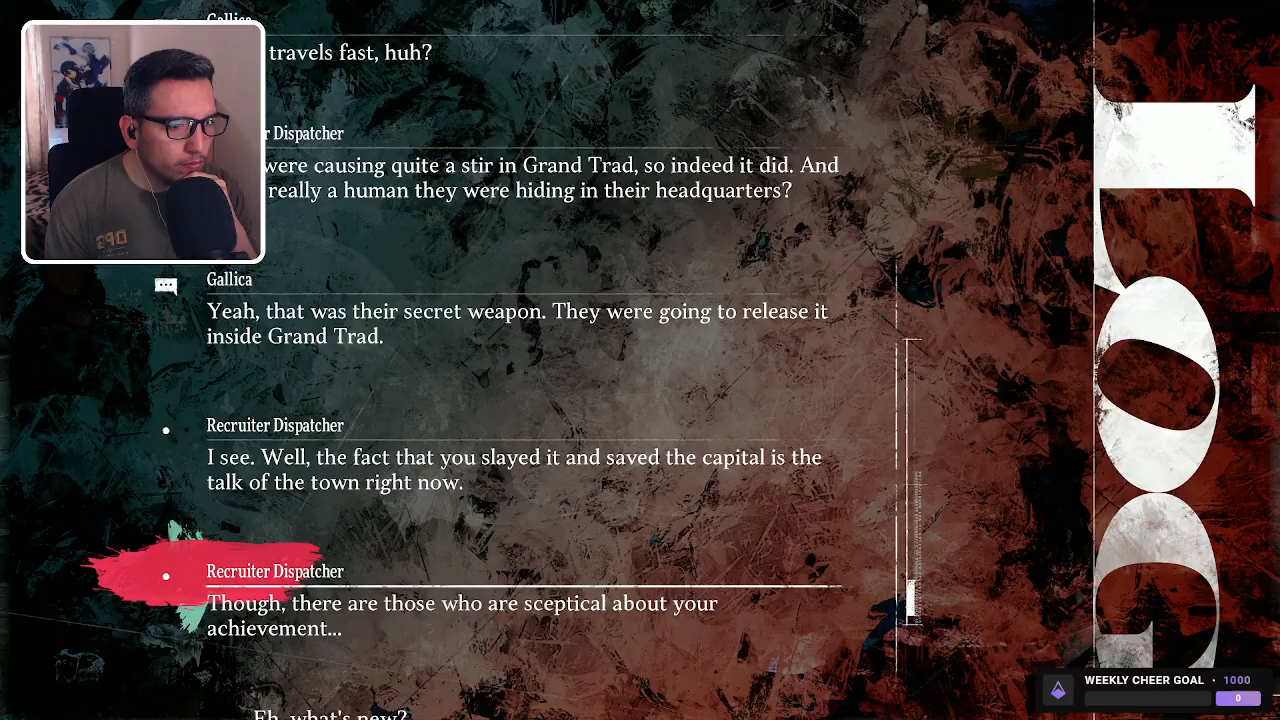 Gallica
travels fast, huh?
Dispatcher
were causing quite a stir in Grand Trad, so indeed it did. And
really a human they were hiding in their headquarters?
Gallica
Yeah, that was their secret weapon. They were going to release it
inside Grand Trad.
Recruiter Dispatcher
I see. Well, the fact that you slayed it and saved the capital is the
talk of the town right now.
Recruiter Dispatcher
Though, there are those who are sceptical about your
achievement...
Eh, what's new?
LOG
WEEKLY CHEER GOAL · 1000
0